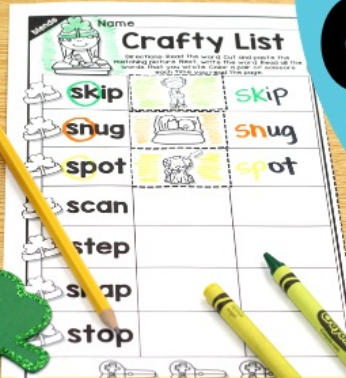 Blends
Name
Crafty List
Directions: Read the word. Cut and paste the
matching picture. Next, write the word. Read all the
words that you wrote. Color a pair of scissors
each time you read the page.
skip skip
snug snug
spot spot
scan
step
stop